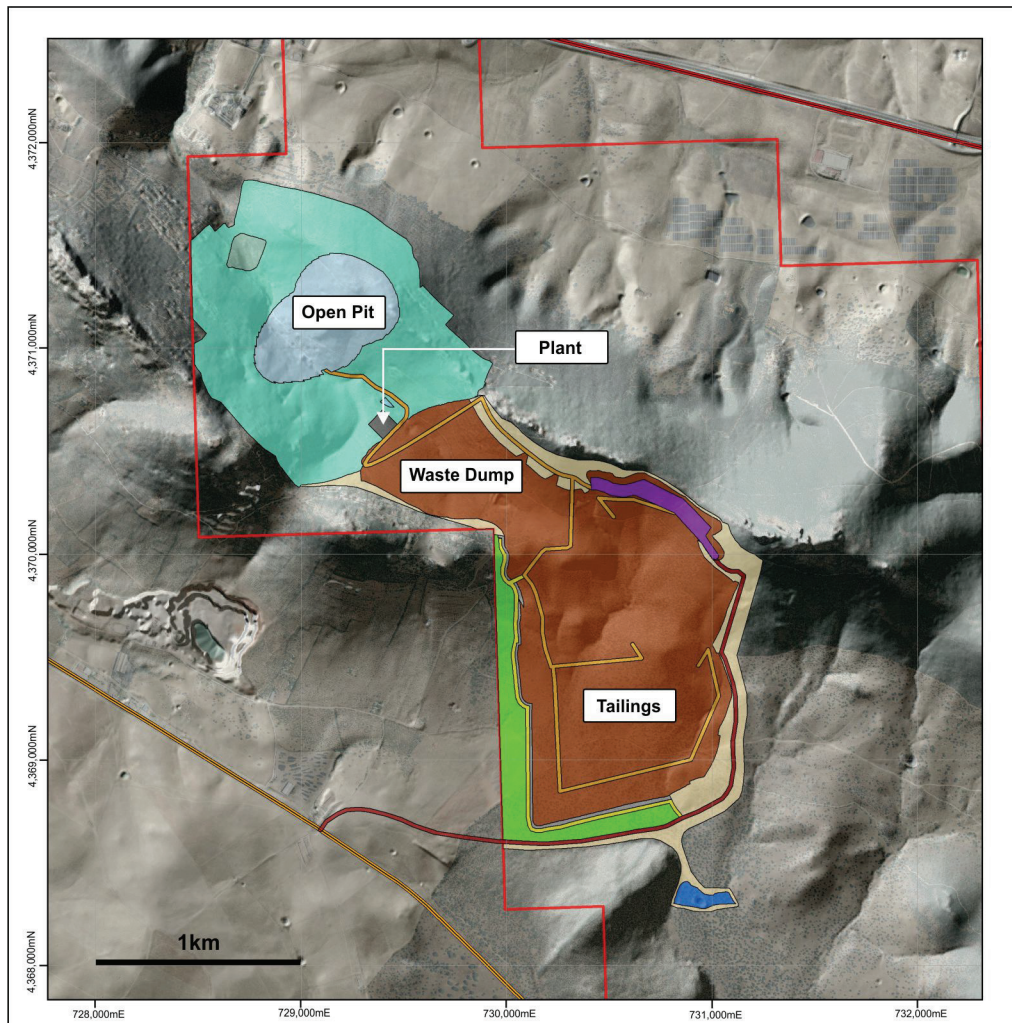 4,372,000mN
Open Pit
4,371,000mN
Plant
Waste Dump
4,370,000mN
Tailings
4,369,000mN
1km
4,368,000mN
728,000mE
729,000mE
730,000mE
731,000mE
732,000mE